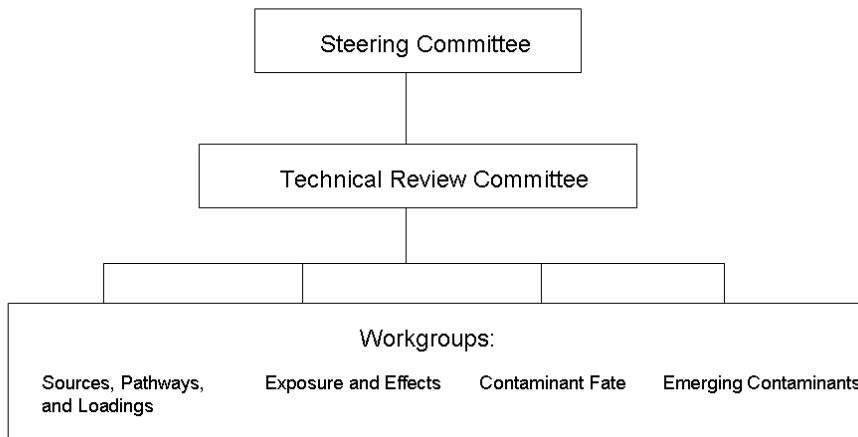 Steering Committee
Technical Review Committee
Workgroups:
Sources, Pathways,
and Loadings
Exposure and Effects
Contaminant Fate
Emerging Contaminants